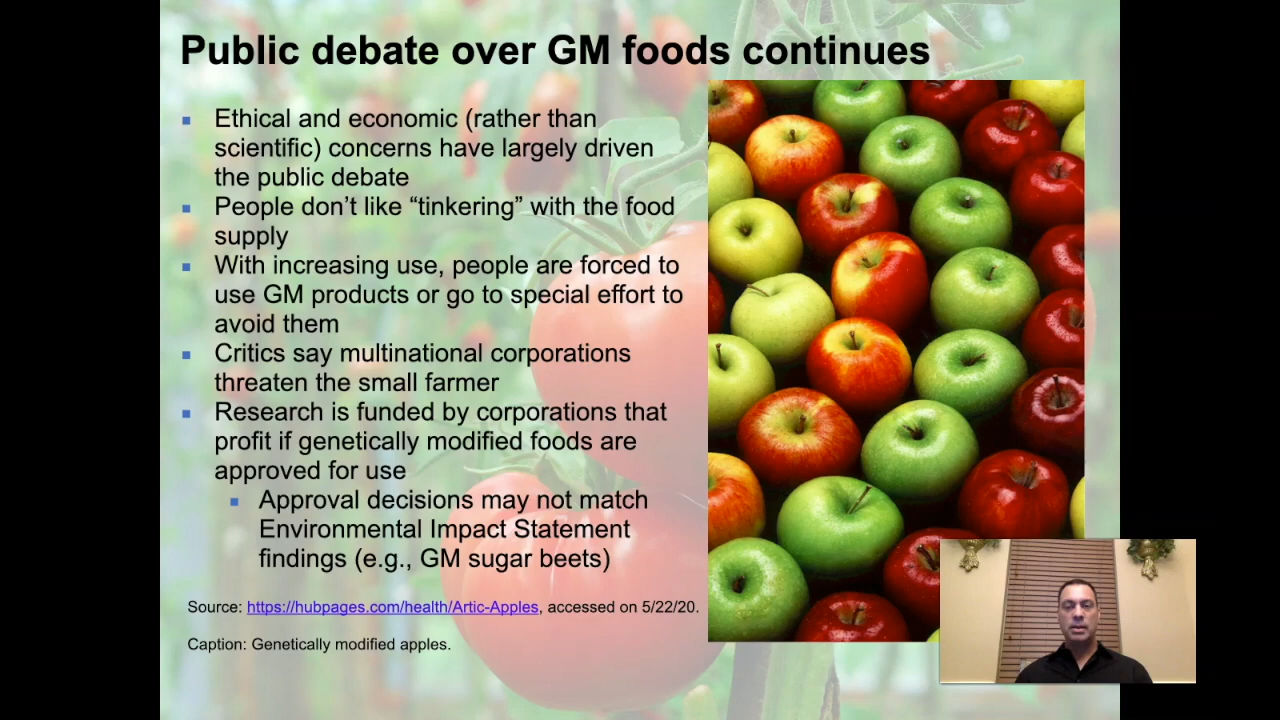 Public debate over GM foods continues
Ethical and economic (rather than
scientific) concerns have largely driven
the public debate
People don’t like “tinkering” with the food
supply
With increasing use, people are forced to
use GM products or go to special effort to
avoid them
Critics say multinational corporations
threaten the small farmer
Research is funded by corporations that
profit if genetically modified foods are
approved for use
Approval decisions may not match
Environmental Impact Statement
findings (e.g., GM sugar beets)
Source: https://hubpages.com/health/Artic-Apples, accessed on 5/22/20.
Caption: Genetically modified apples.